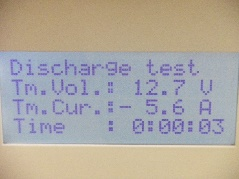 Discharge test
Tm.Vol.: 12.7 V
Tm.Cur.:- 5.6 A
Time   : 0:00:03